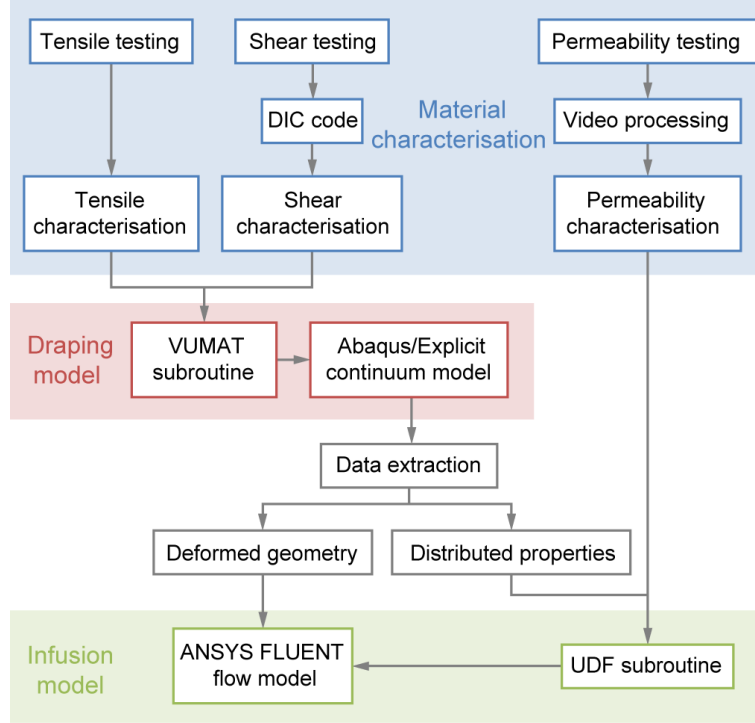 Tensile testing
Shear testing
Permeability testing
DIC code
Material
characterisation
Video processing
Tensile
characterisation
Shear
characterisation
Permeability
characterisation
Draping
model
VUMAT
subroutine
Abaqus/Explicit
continuum model
Data extraction
Deformed geometry
Distributed properties
Infusion
model
ANSYS FLUENT
flow model
UDF subroutine